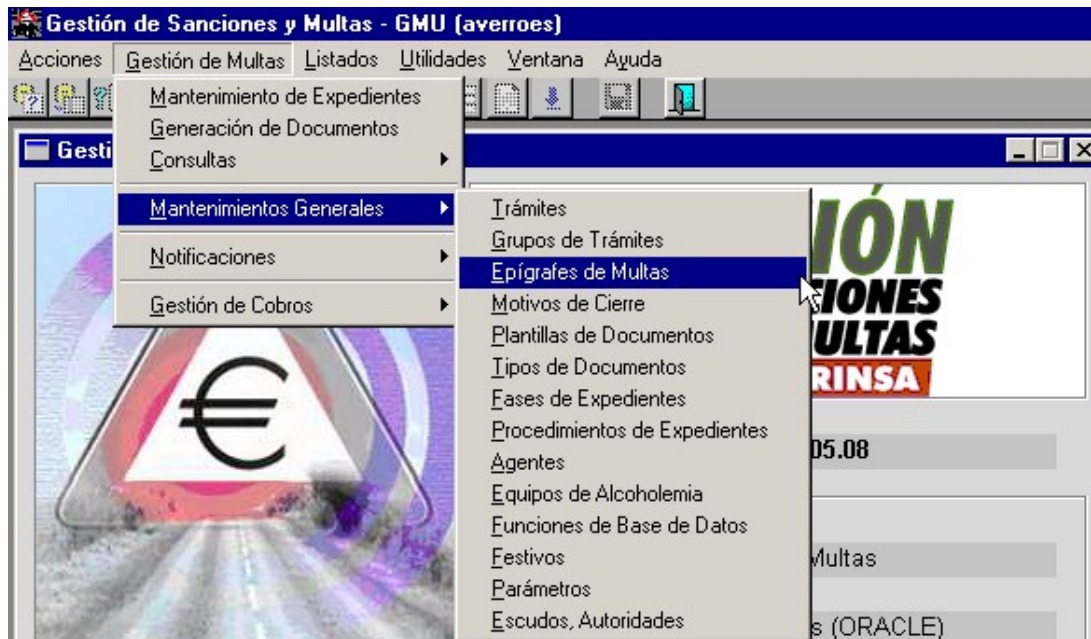 Gestión de Sanciones y Multas - GMU (averroes)
Acciones Gestión de Multas Listados Utilidades Ventana Ayuda
Mantenimiento de Expedientes
Generación de Documentos
Gesti
Consultas
Mantenimientos Generales
Notificaciones
Gestión de Cobros
Trámites
Grupos de Trámites
Epígrafes de Multas
Motivos de Cierre
Plantillas de Documentos
Tipos de Documentos
Fases de Expedientes
Procedimientos de Expedientes
Agentes
Equipos de Alcoholemia
Funciones de Base de Datos
Festivos
Parámetros
Escudos, Autoridades
IÓN
IONES
ULTAS
RINSA
05.08
Multas
s (ORACLE)
€